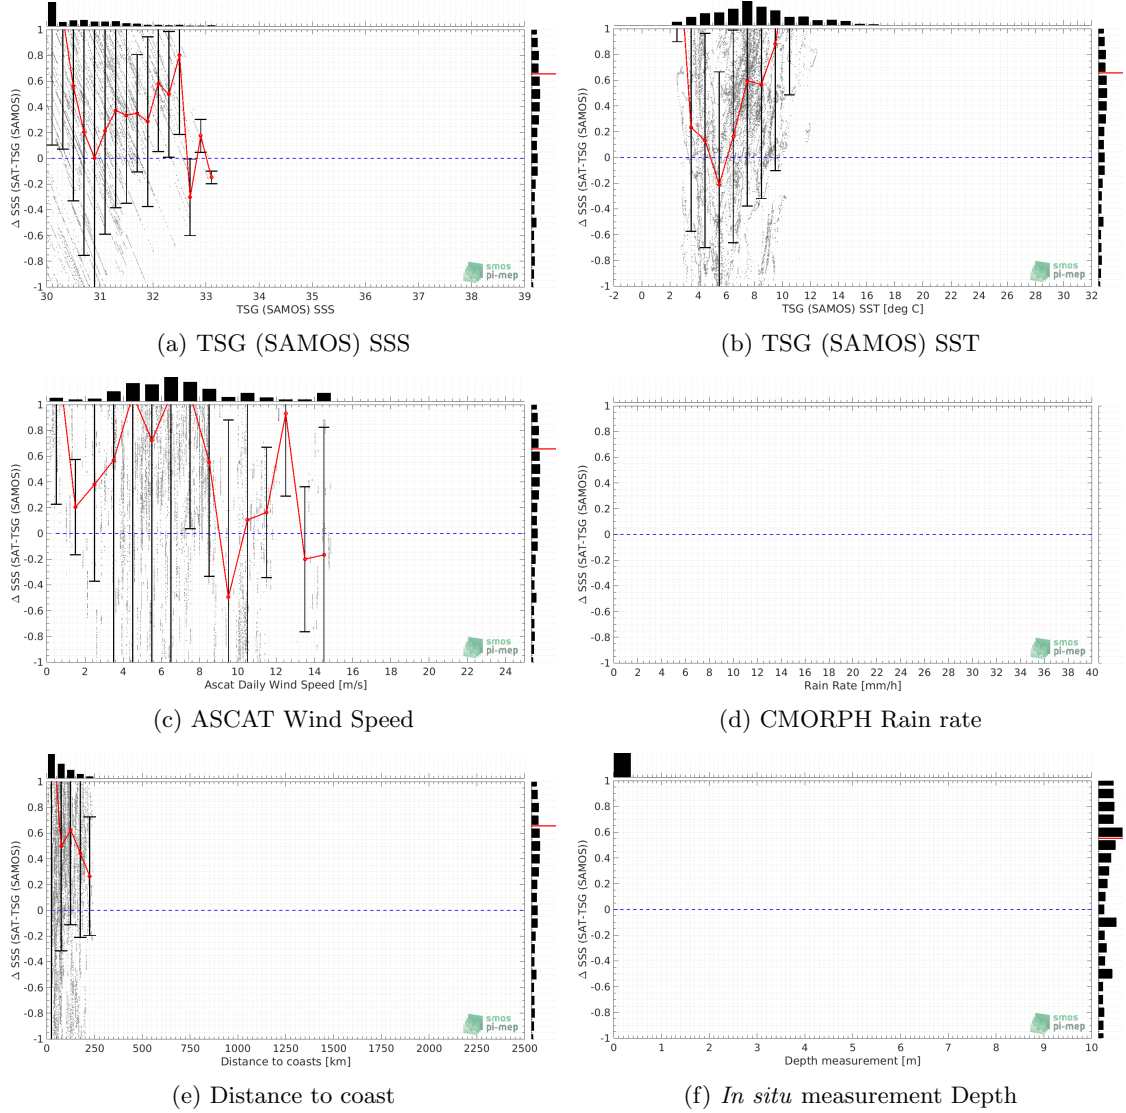 1
0.8
0.6
0.4
0.2
0
-0.2
-0.4
-0.6
-0.8
-1
Δ SSS (SAT-TSG (SAMOS))
30 31 32 33 34 35 36 37 38 39
TSG (SAMOS) SSS
smos
pi-mep
(a) TSG (SAMOS) SSS
1
0.8
0.6
0.4
0.2
0
-0.2
-0.4
-0.6
-0.8
-1
Δ SSS (SAT-TSG (SAMOS))
-2 0 2 4 6 8 10 12 14 16 18 20 22 24 26 28 30 32
TSG (SAMOS) SST [deg C]
smos
pi-mep
(b) TSG (SAMOS) SST
1
0.8
0.6
0.4
0.2
0
-0.2
-0.4
-0.6
-0.8
-1
Δ SSS (SAT-TSG (SAMOS))
0 2 4 6 8 10 12 14 16 18 20 22 24
Ascat Daily Wind Speed [m/s]
smos
pi-mep
(c) ASCAT Wind Speed
1
0.8
0.6
0.4
0.2
0
-0.2
-0.4
-0.6
-0.8
-1
Δ SSS (SAT-TSG (SAMOS))
0 2 4 6 8 10 12 14 16 18 20 22 24 26 28 30 32 34 36 38 40
Rain Rate [mm/h]
smos
pi-mep
(d) CMORPH Rain rate
1
0.8
0.6
0.4
0.2
0
-0.2
-0.4
-0.6
-0.8
-1
Δ SSS (SAT-TSG (SAMOS))
0 250 500 750 1000 1250 1500 1750 2000 2250 2500
Distance to coasts [km]
smos
pi-mep
(e) Distance to coast
1
0.8
0.6
0.4
0.2
0
-0.2
-0.4
-0.6
-0.8
-1
Δ SSS (SAT-TSG (SAMOS))
0 1 2 3 4 5 6 7 8 9 10
Depth measurement [m]
smos
pi-mep
(f) In situ measurement Depth